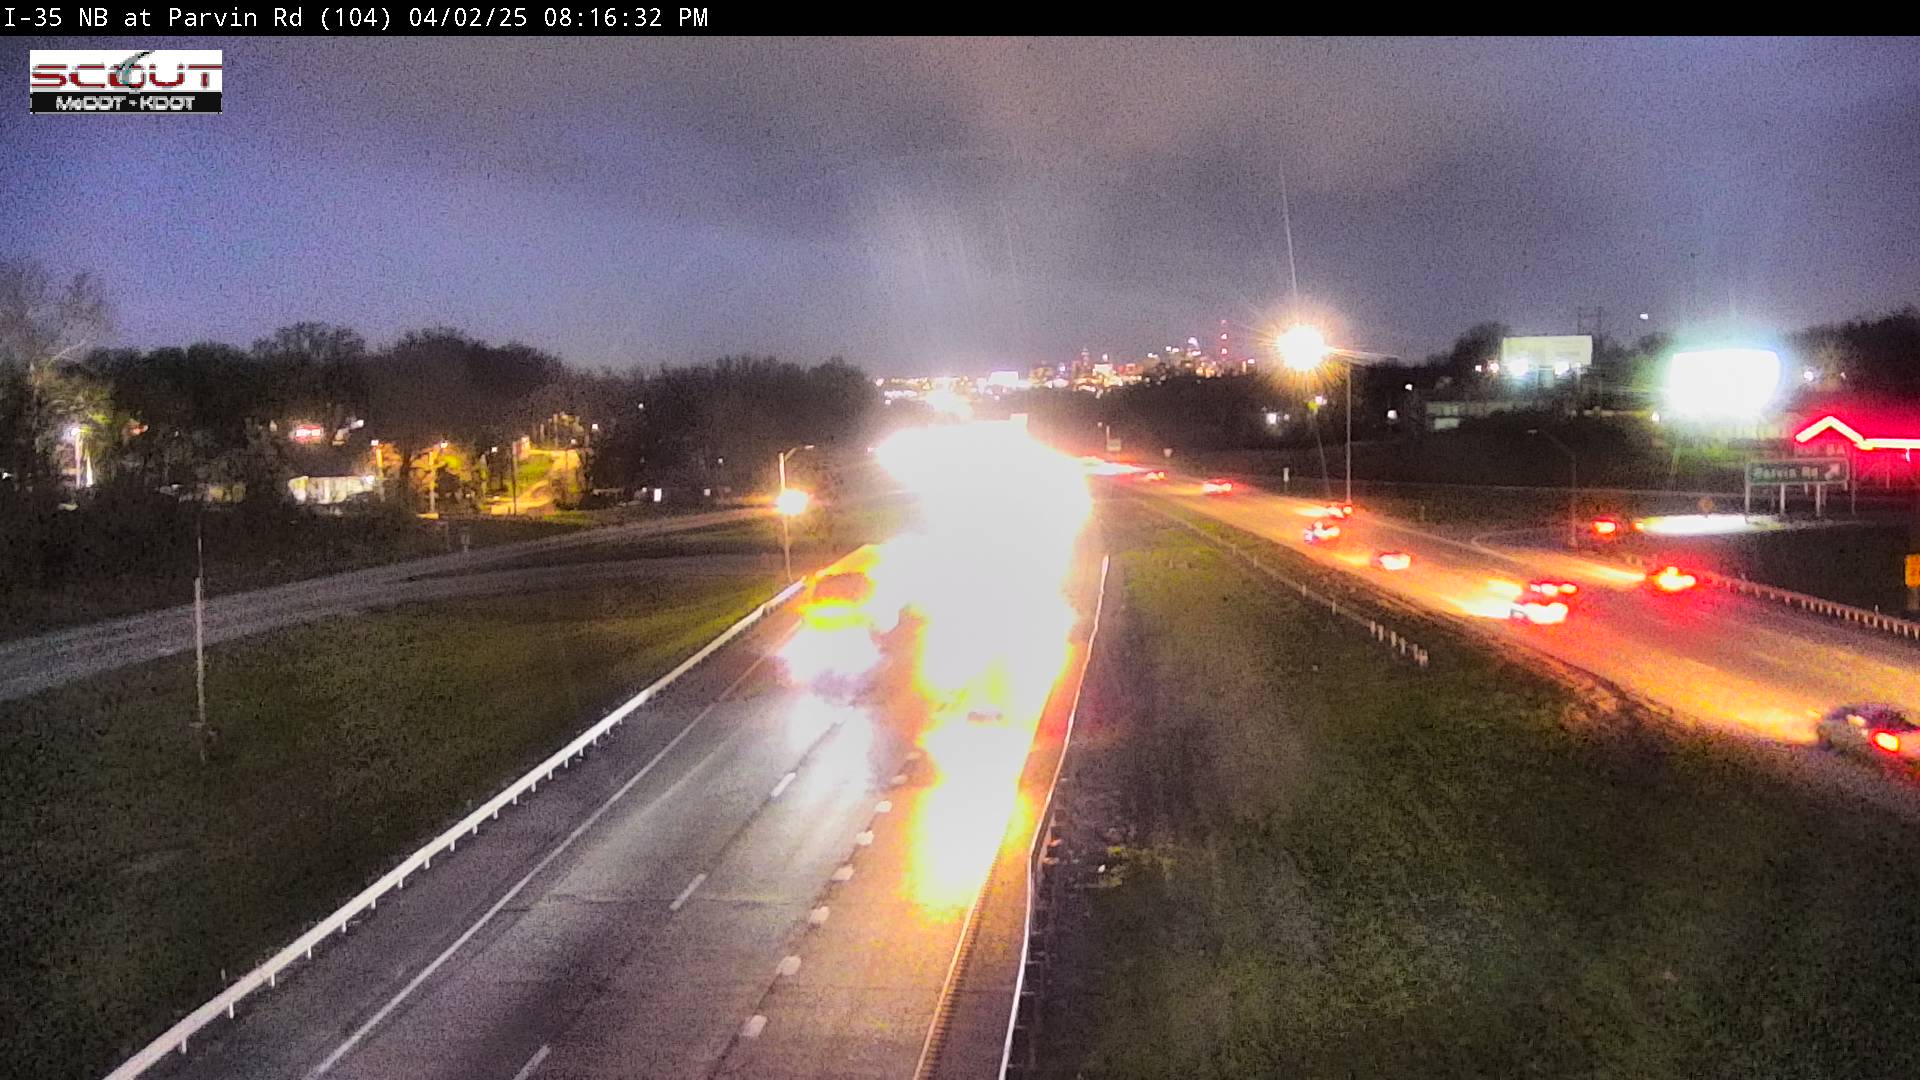 I-35 NB at Parvin Rd (104) 04/02/25 08:16:32 PM
SCOUT
MoDOT - KDOT
Parvin Rd